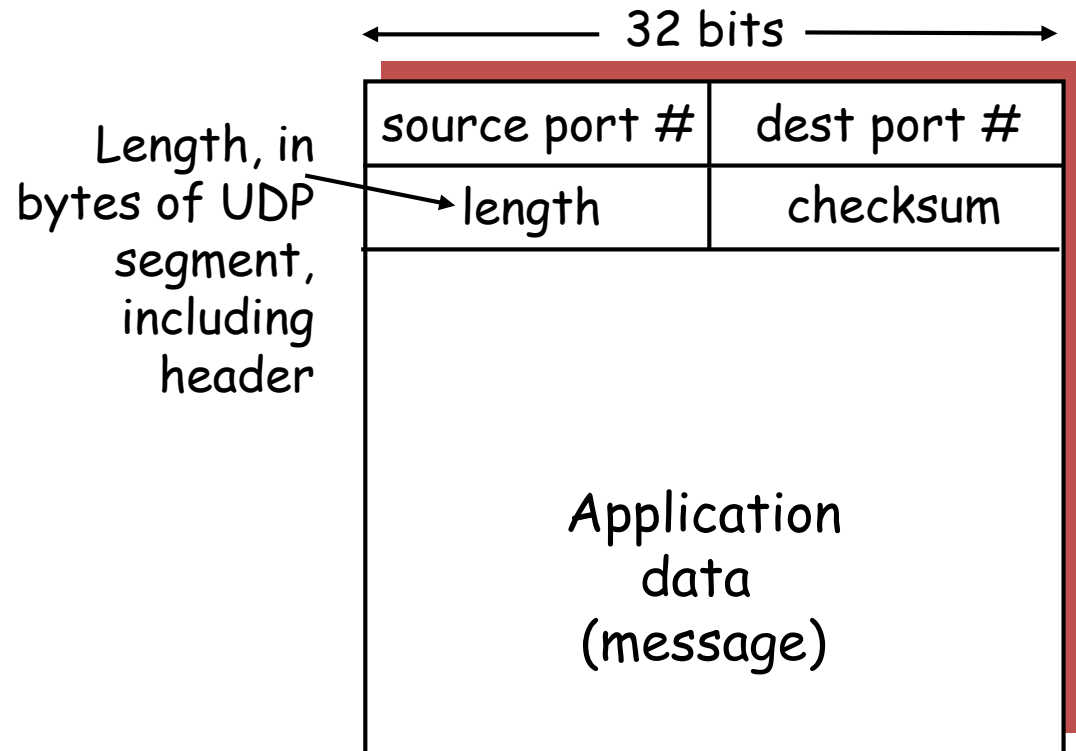 32 bits
source port #
dest port #
Length, in
bytes of UDP
segment,
including
header
length
checksum
Application
data
(message)